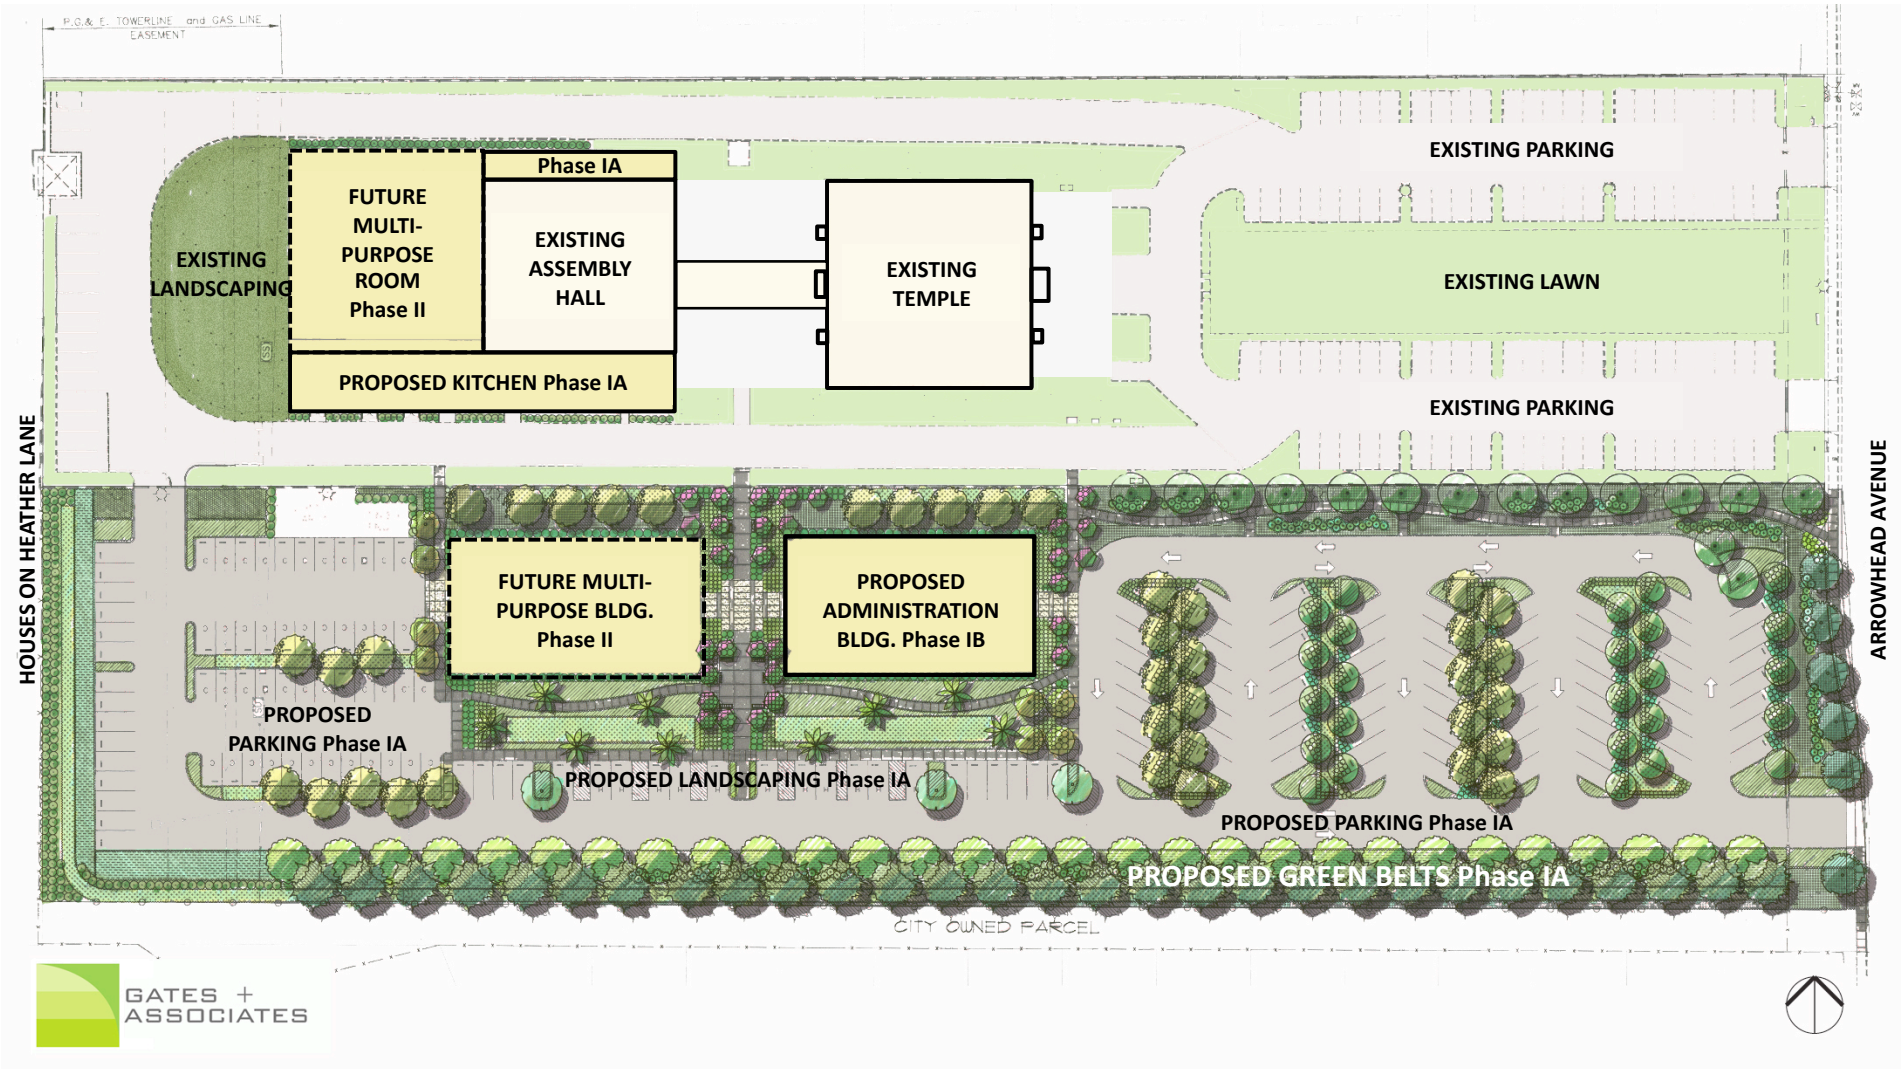 P.G.& E. TOWERLINE and GAS LINE
EASEMENT
Phase IA
FUTURE
MULTI-
PURPOSE
ROOM
Phase II
EXISTING
ASSEMBLY
HALL
EXISTING
TEMPLE
EXISTING
LANDSCAPING
PROPOSED KITCHEN Phase IA
EXISTING PARKING
EXISTING LAWN
EXISTING PARKING
HOUSES ON HEATHER LANE
ARROWHEAD AVENUE
FUTURE MULTI-
PURPOSE BLDG.
Phase II
PROPOSED
ADMINISTRATION
BLDG. Phase IB
PROPOSED
PARKING Phase IA
PROPOSED LANDSCAPING Phase IA
PROPOSED PARKING Phase IA
PROPOSED GREEN BELTS Phase IA
CITY OWNED PARCEL
GATES +
ASSOCIATES